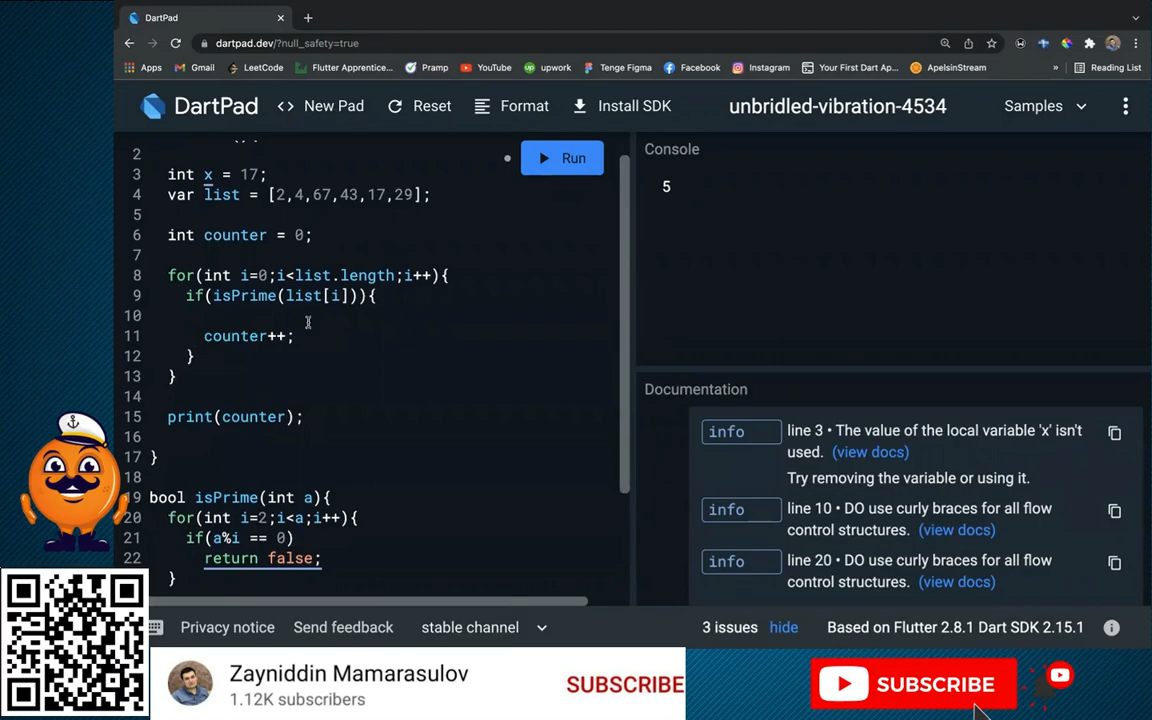 DartPad
dartpad.dev/?null_safety=true
Apps Gmail LeetCode Flutter Apprentice... Pramp YouTube upwork Tenge Figma Facebook Instagram Your First Dart Ap... ApelsinStream » Reading List
DartPad <> New Pad Reset Format Install SDK unbridled-vibration-4534 Samples
Run
2
3 int x = 17;
4 var list = [2,4,67,43,17,29];
5
6 int counter = 0;
7
8 for(int i=0;i<list.length;i++){
9 if(isPrime(list[i])){
10
11 counter++;
12 }
13 }
14
15 print(counter);
16
17 }
18
19 bool isPrime(int a){
20 for(int i=2;i<a;i++){
21 if(a%i == 0)
22 return false;
}
Console
5
Documentation
info line 3 • The value of the local variable 'x' isn't
used. (view docs)
Try removing the variable or using it.
info line 10 • DO use curly braces for all flow
control structures. (view docs)
info line 20 • DO use curly braces for all flow
control structures. (view docs)
Privacy notice Send feedback stable channel 3 issues hide Based on Flutter 2.8.1 Dart SDK 2.15.1
Zayniddin Mamarasulov
1.12K subscribers
SUBSCRIBE
SUBSCRIBE